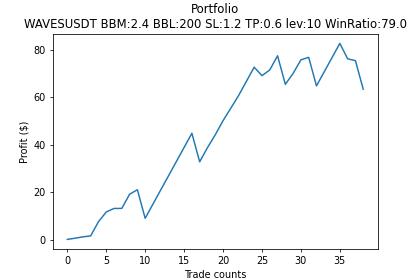 Portfolio
WAVESUSDT BBM:2.4 BBL:200 SL:1.2 TP:0.6 lev:10 WinRatio:79.0
80
60
40
20
0
Profit ($)
0 5 10 15 20 25 30 35
Trade counts